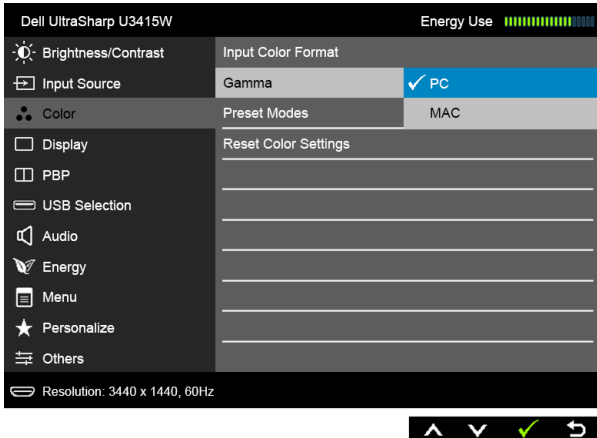 Dell UltraSharp U3415W Energy Use
Brightness/Contrast Input Color Format
Input Source Gamma PC
Color Preset Modes MAC
Display Reset Color Settings
PBP
USB Selection
Audio
Energy
Menu
Personalize
Others
Resolution: 3440 x 1440, 60Hz